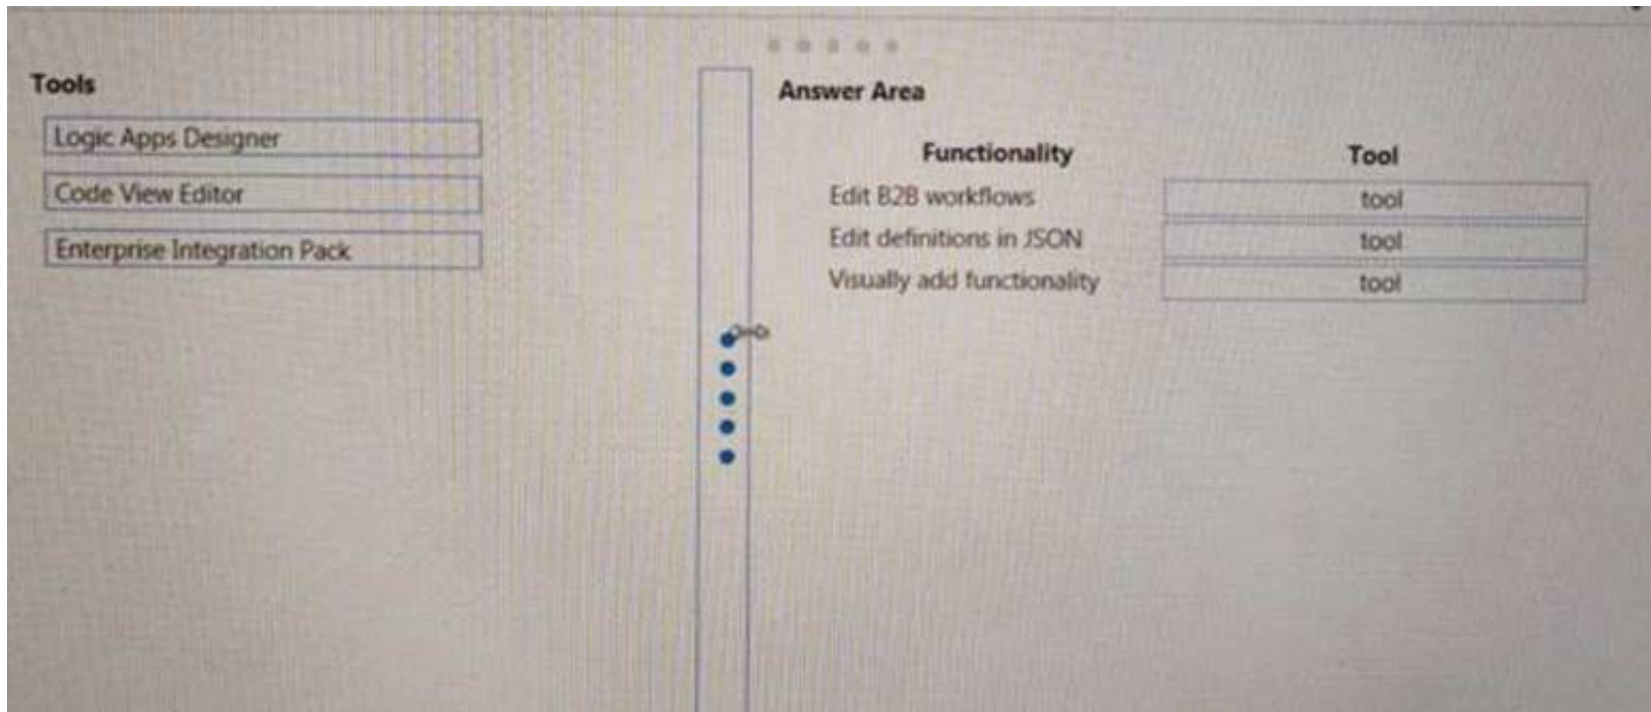 Tools
Logic Apps Designer
Code View Editor
Enterprise Integration Pack
Answer Area
Functionality Tool
Edit B2B workflows tool
Edit definitions in JSON tool
Visually add functionality tool